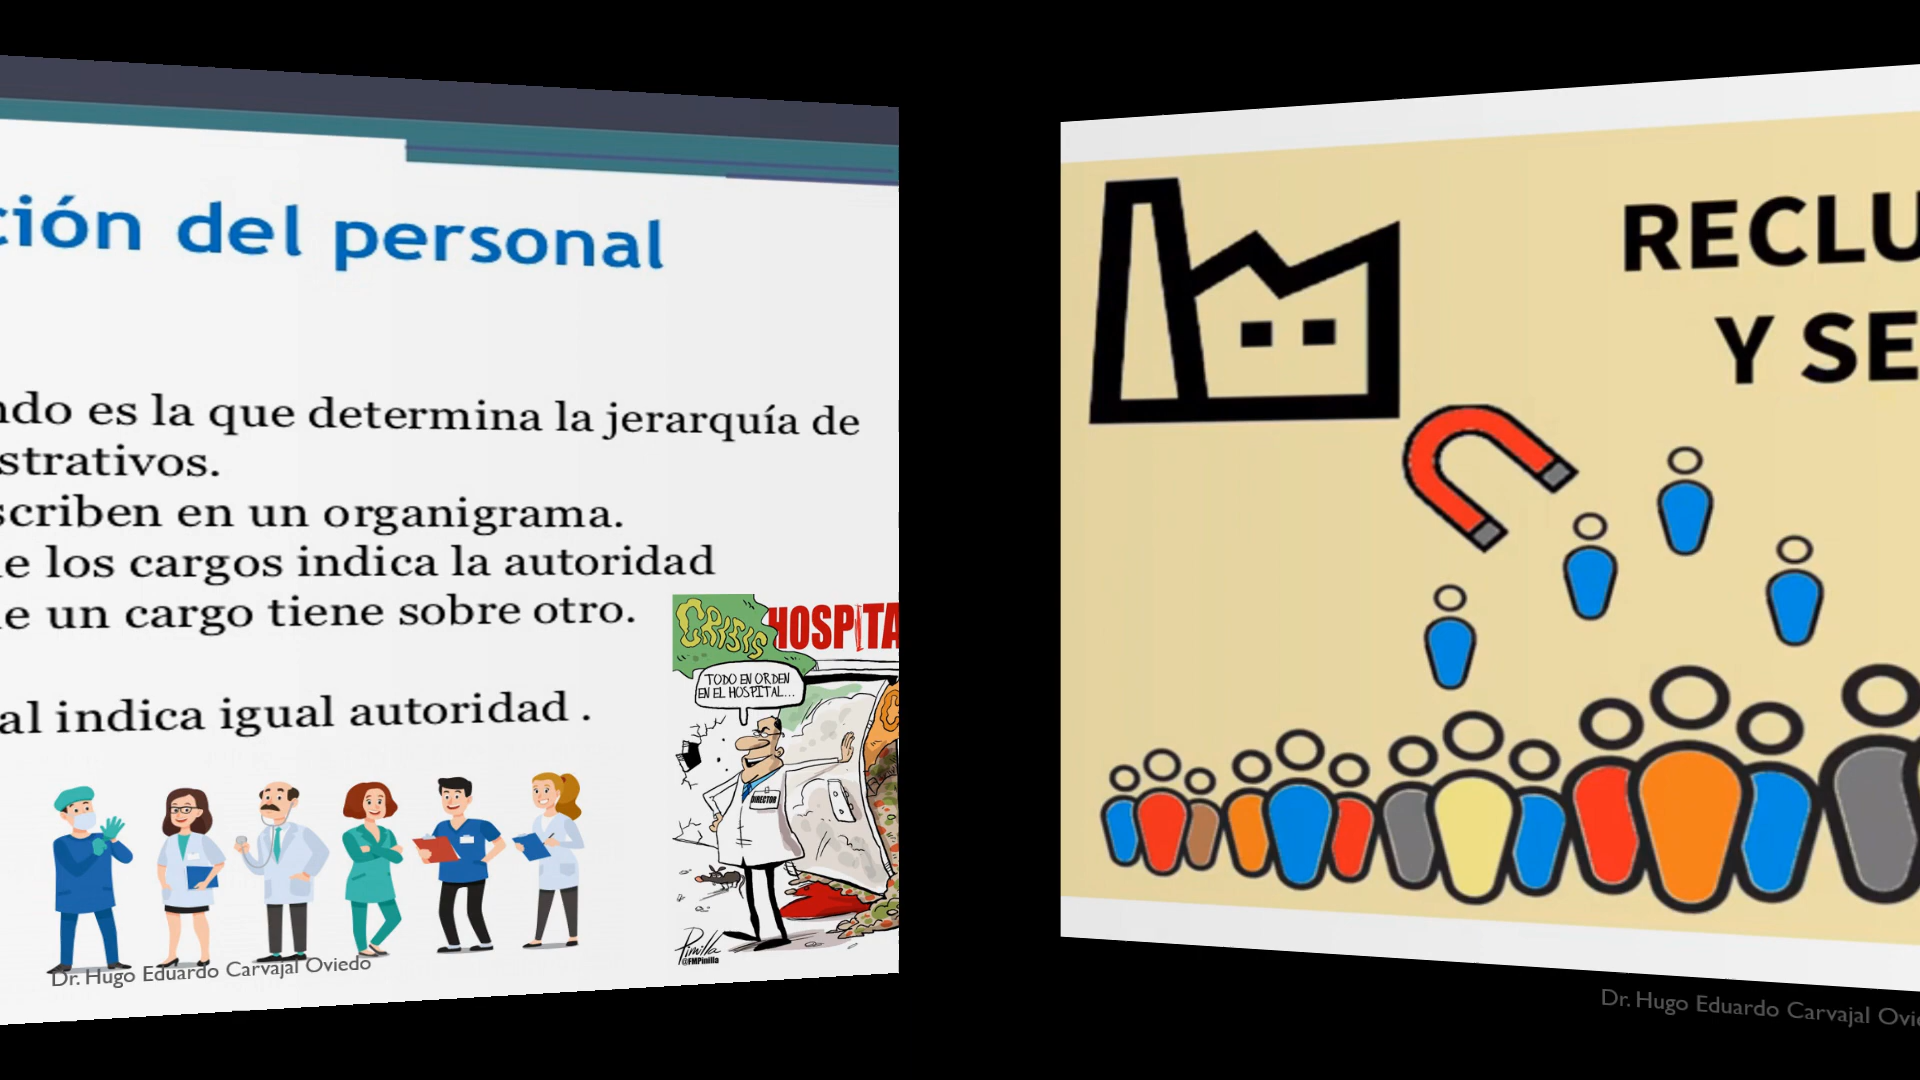 ción del personal
ndo es la que determina la jerarquía de
strativos.
scriben en un organigrama.
e los cargos indica la autoridad
e un cargo tiene sobre otro.
al indica igual autoridad .
CRISIS HOSPITA
TODO EN ORDEN
EN EL HOSPITAL...
DIRECTOR
Pinilla
@FMPinilla
Dr. Hugo Eduardo Carvajal Oviedo
RECLU
Y SE
Dr. Hugo Eduardo Carvajal Ovie